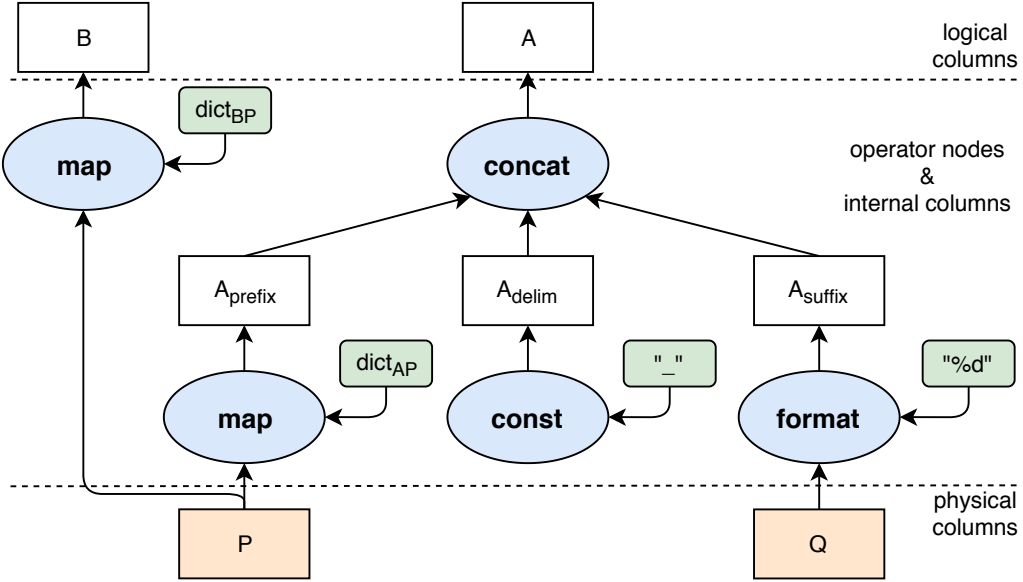 B
A
logical
columns
dict_BP
map
concat
operator nodes
&
internal columns
A_prefix
A_delim
A_suffix
dict_AP
"_"
"%d"
map
const
format
physical
columns
P
Q